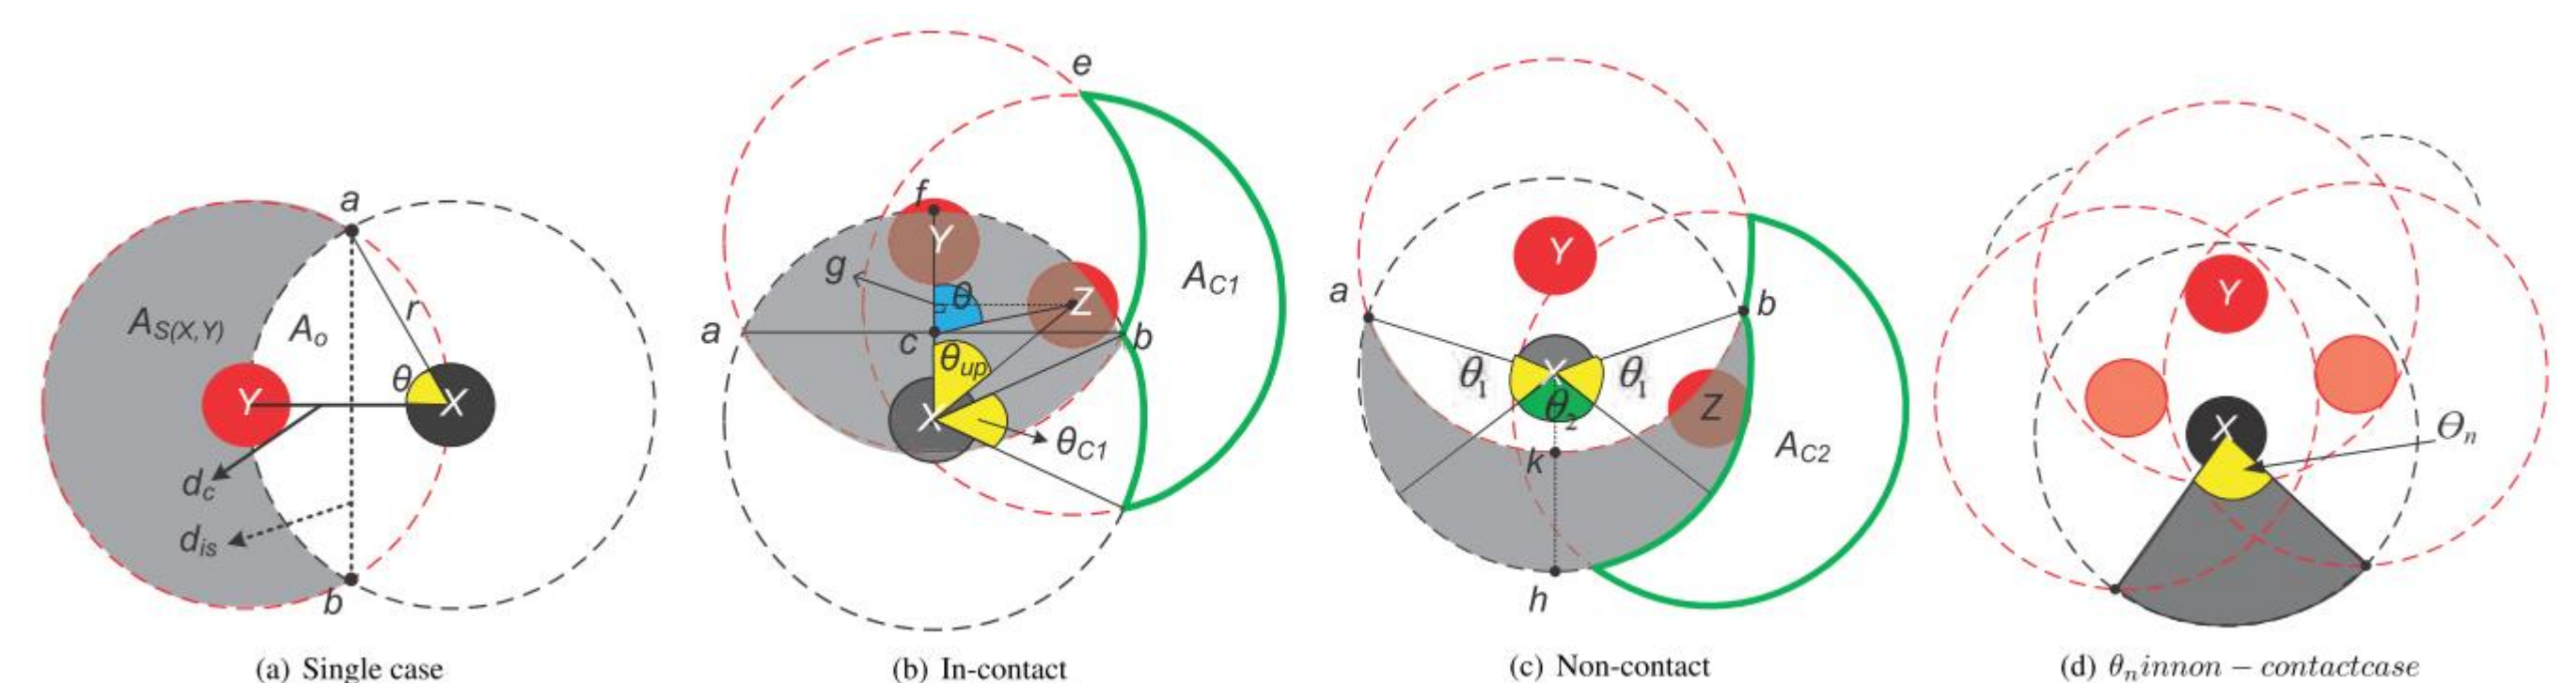 a
r
A_S(X,Y)
A_o
θ
Y
X
d_c
d_is
b
(a) Single case
e
f
Y
g
θ
Z
A_C1
a
c
b
θ_up
X
θ_C1
(b) In-contact
Y
a
b
θ_1
X
θ_1
θ_2
Z
k
A_C2
h
(c) Non-contact
Y
X
Θ_n
(d) θ_n innon − contactcase